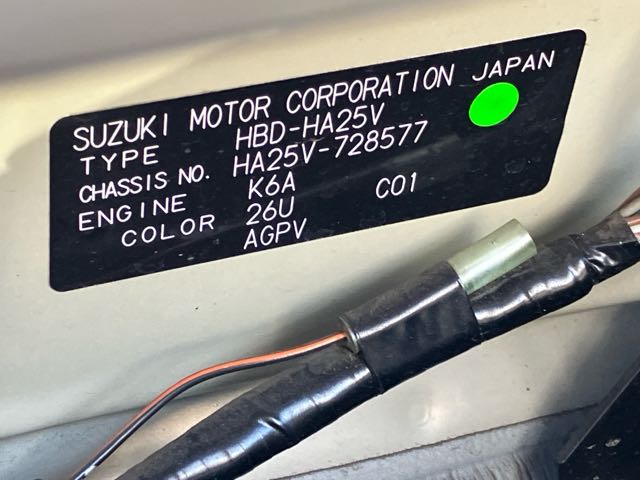 SUZUKI MOTOR CORPORATION JAPAN
TYPE HBD-HA25V
CHASSIS NO. HA25V-728577
ENGINE K6A C01
COLOR 26U
AGPV